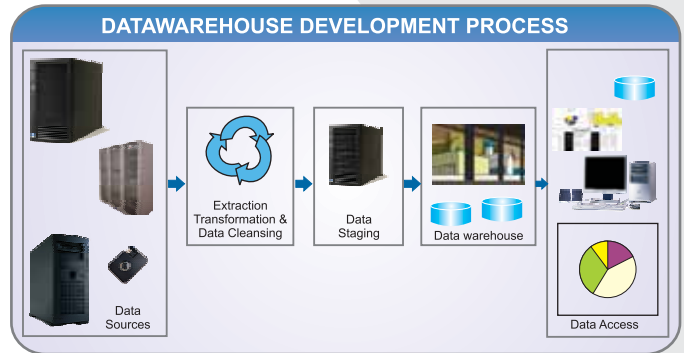 DATAWAREHOUSE DEVELOPMENT PROCESS
Data
Sources
Extraction
Transformation &
Data Cleansing
Data
Staging
Data warehouse
Data Access